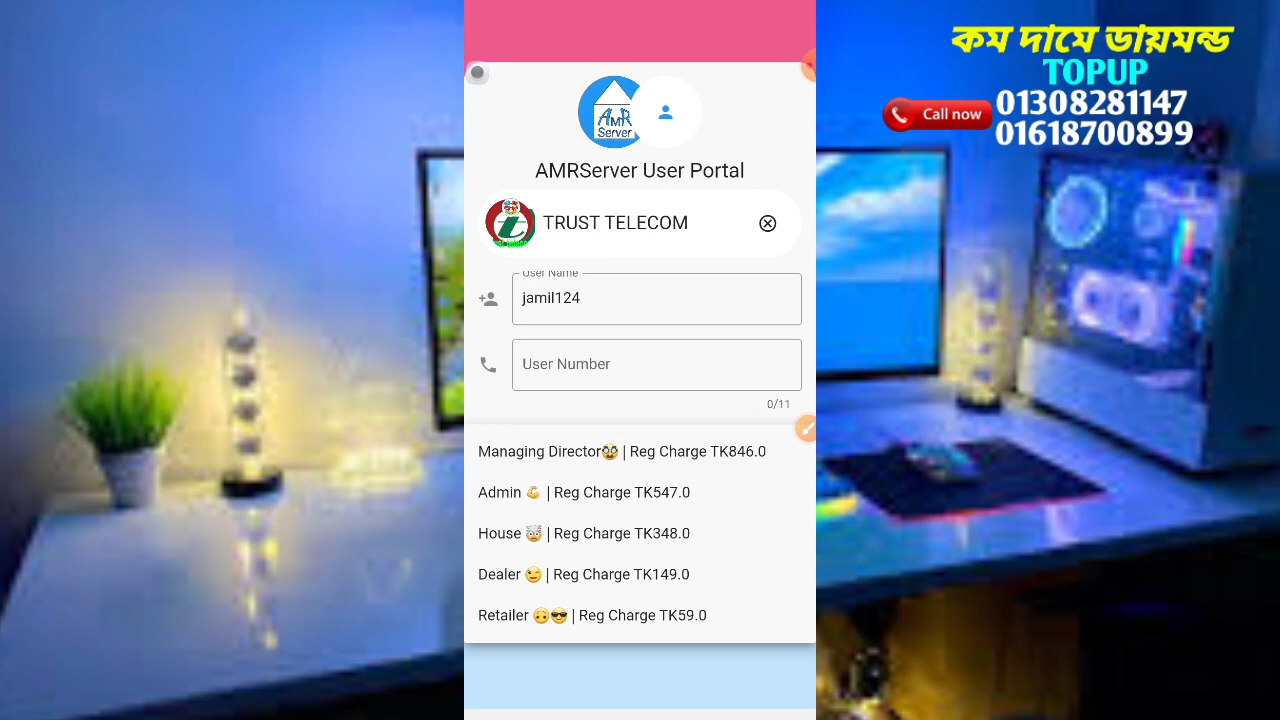 কম দামে ডায়মন্ড
TOPUP
Call now
01308281147
01618700899
AMR
Server
AMRServer User Portal
TRUST TELECOM
User Name
jamil124
User Number
0/11
Managing Director🥸 | Reg Charge TK846.0
Admin 💪 | Reg Charge TK547.0
House 🤯 | Reg Charge TK348.0
Dealer 😉 | Reg Charge TK149.0
Retailer 🙃😎 | Reg Charge TK59.0